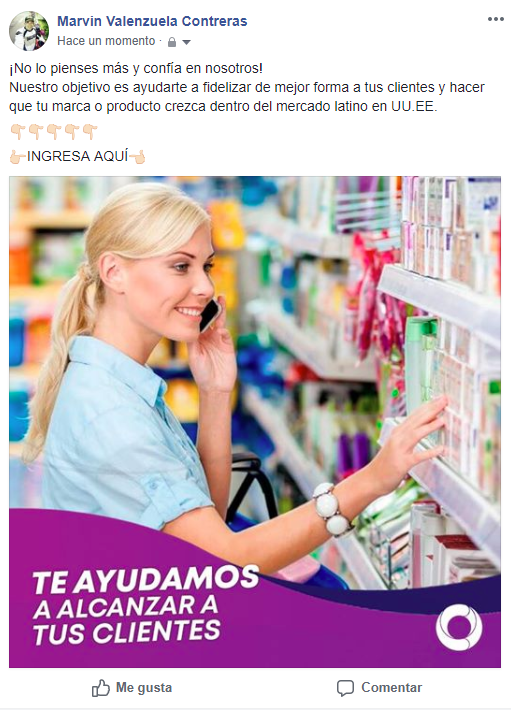 Marvin Valenzuela Contreras
Hace un momento ·
¡No lo pienses más y confía en nosotros!
Nuestro objetivo es ayudarte a fidelizar de mejor forma a tus clientes y hacer
que tu marca o producto crezca dentro del mercado latino en UU.EE.
👇🏻👇🏻👇🏻👇🏻👇🏻
👉🏻INGRESA AQUÍ👈🏻
TE AYUDAMOS
A ALCANZAR A
TUS CLIENTES
Me gusta
Comentar